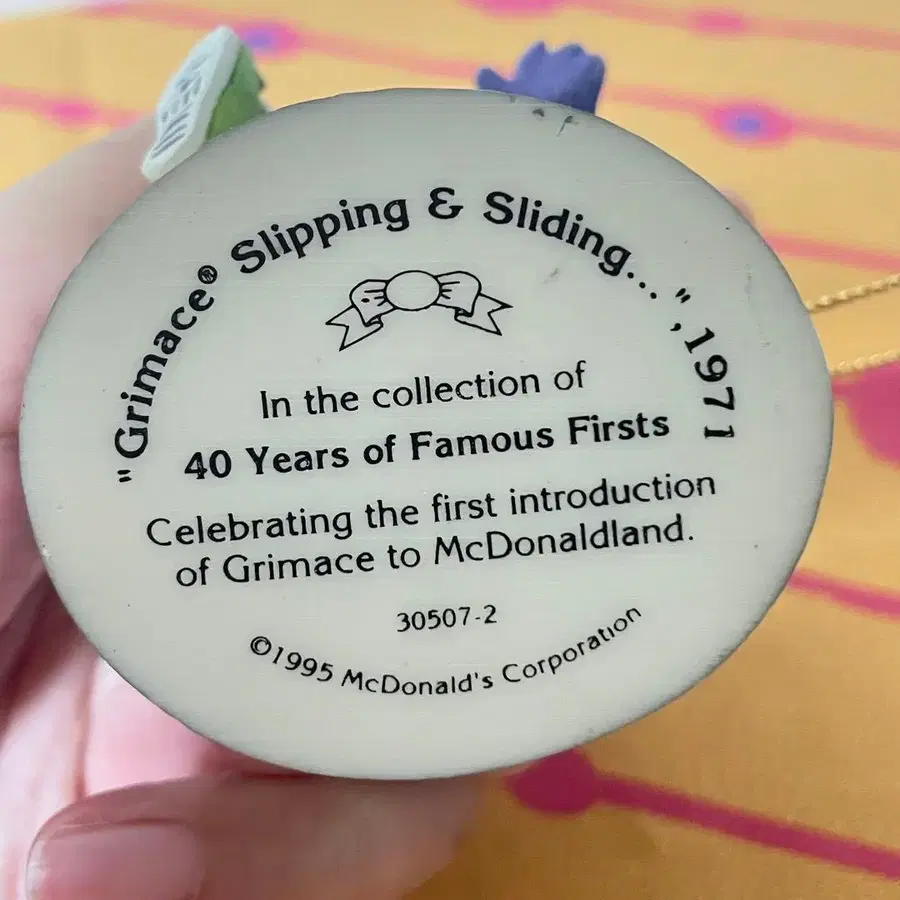 "Grimace® Slipping & Sliding...", 1971
In the collection of
40 Years of Famous Firsts
Celebrating the first introduction
of Grimace to McDonaldland.
30507-2
©1995 McDonald's Corporation